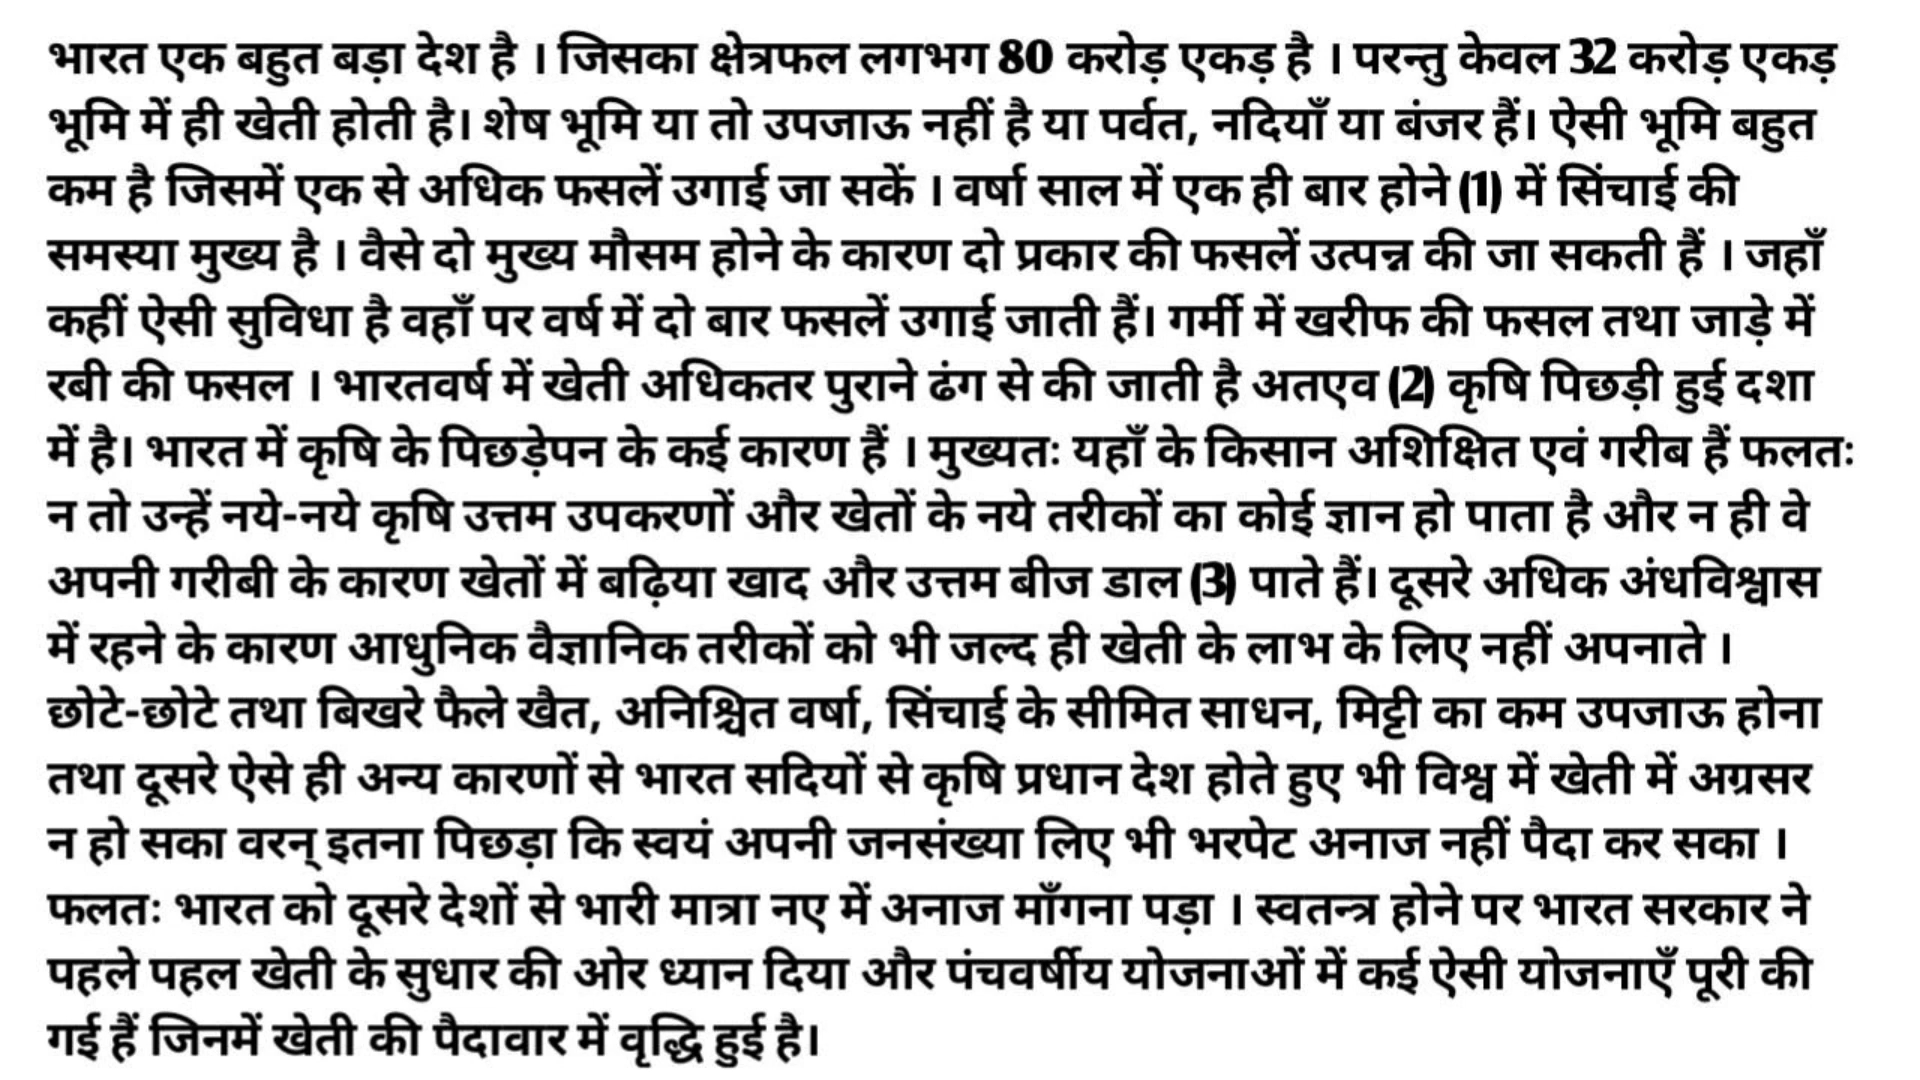 भारत एक बहुत बड़ा देश है । जिसका क्षेत्रफल लगभग 80 करोड़ एकड़ है । परन्तु केवल 32 करोड़ एकड़
भूमि में ही खेती होती है। शेष भूमि या तो उपजाऊ नहीं है या पर्वत, नदियाँ या बंजर हैं। ऐसी भूमि बहुत
कम है जिसमें एक से अधिक फसलें उगाई जा सकें । वर्षा साल में एक ही बार होने (1) में सिंचाई की
समस्या मुख्य है । वैसे दो मुख्य मौसम होने के कारण दो प्रकार की फसलें उत्पन्न की जा सकती हैं । जहाँ
कहीं ऐसी सुविधा है वहाँ पर वर्ष में दो बार फसलें उगाई जाती हैं। गर्मी में खरीफ की फसल तथा जाड़े में
रबी की फसल । भारतवर्ष में खेती अधिकतर पुराने ढंग से की जाती है अतएव (2) कृषि पिछड़ी हुई दशा
में है। भारत में कृषि के पिछड़ेपन के कई कारण हैं । मुख्यतः यहाँ के किसान अशिक्षित एवं गरीब हैं फलतः
न तो उन्हें नये-नये कृषि उत्तम उपकरणों और खेतों के नये तरीकों का कोई ज्ञान हो पाता है और न ही वे
अपनी गरीबी के कारण खेतों में बढ़िया खाद और उत्तम बीज डाल (3) पाते हैं। दूसरे अधिक अंधविश्वास
में रहने के कारण आधुनिक वैज्ञानिक तरीकों को भी जल्द ही खेती के लाभ के लिए नहीं अपनाते ।
छोटे-छोटे तथा बिखरे फैले खैत, अनिश्चित वर्षा, सिंचाई के सीमित साधन, मिट्टी का कम उपजाऊ होना
तथा दूसरे ऐसे ही अन्य कारणों से भारत सदियों से कृषि प्रधान देश होते हुए भी विश्व में खेती में अग्रसर
न हो सका वरन् इतना पिछड़ा कि स्वयं अपनी जनसंख्या लिए भी भरपेट अनाज नहीं पैदा कर सका ।
फलतः भारत को दूसरे देशों से भारी मात्रा नए में अनाज माँगना पड़ा । स्वतन्त्र होने पर भारत सरकार ने
पहले पहल खेती के सुधार की ओर ध्यान दिया और पंचवर्षीय योजनाओं में कई ऐसी योजनाएँ पूरी की
गई हैं जिनमें खेती की पैदावार में वृद्धि हुई है।